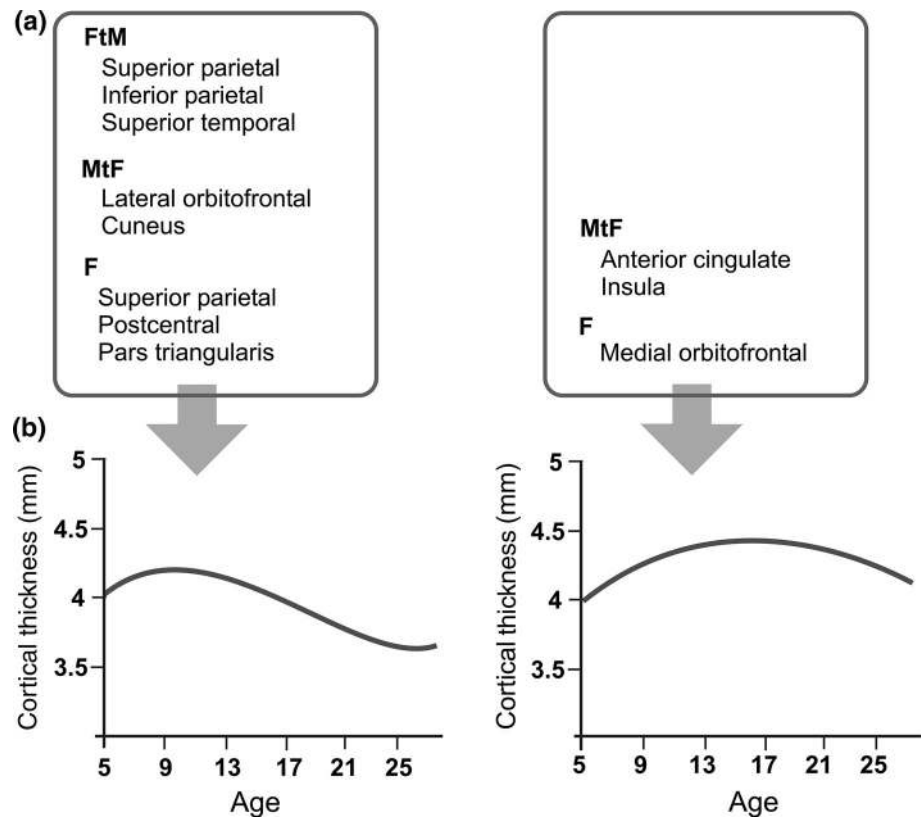 (a)
FtM
Superior parietal
Inferior parietal
Superior temporal
MtF
Lateral orbitofrontal
Cuneus
F
Superior parietal
Postcentral
Pars triangularis
MtF
Anterior cingulate
Insula
F
Medial orbitofrontal
(b)
Cortical thickness (mm)
5
4.5
4
3.5
5 9 13 17 21 25
Age
Cortical thickness (mm)
5
4.5
4
3.5
5 9 13 17 21 25
Age